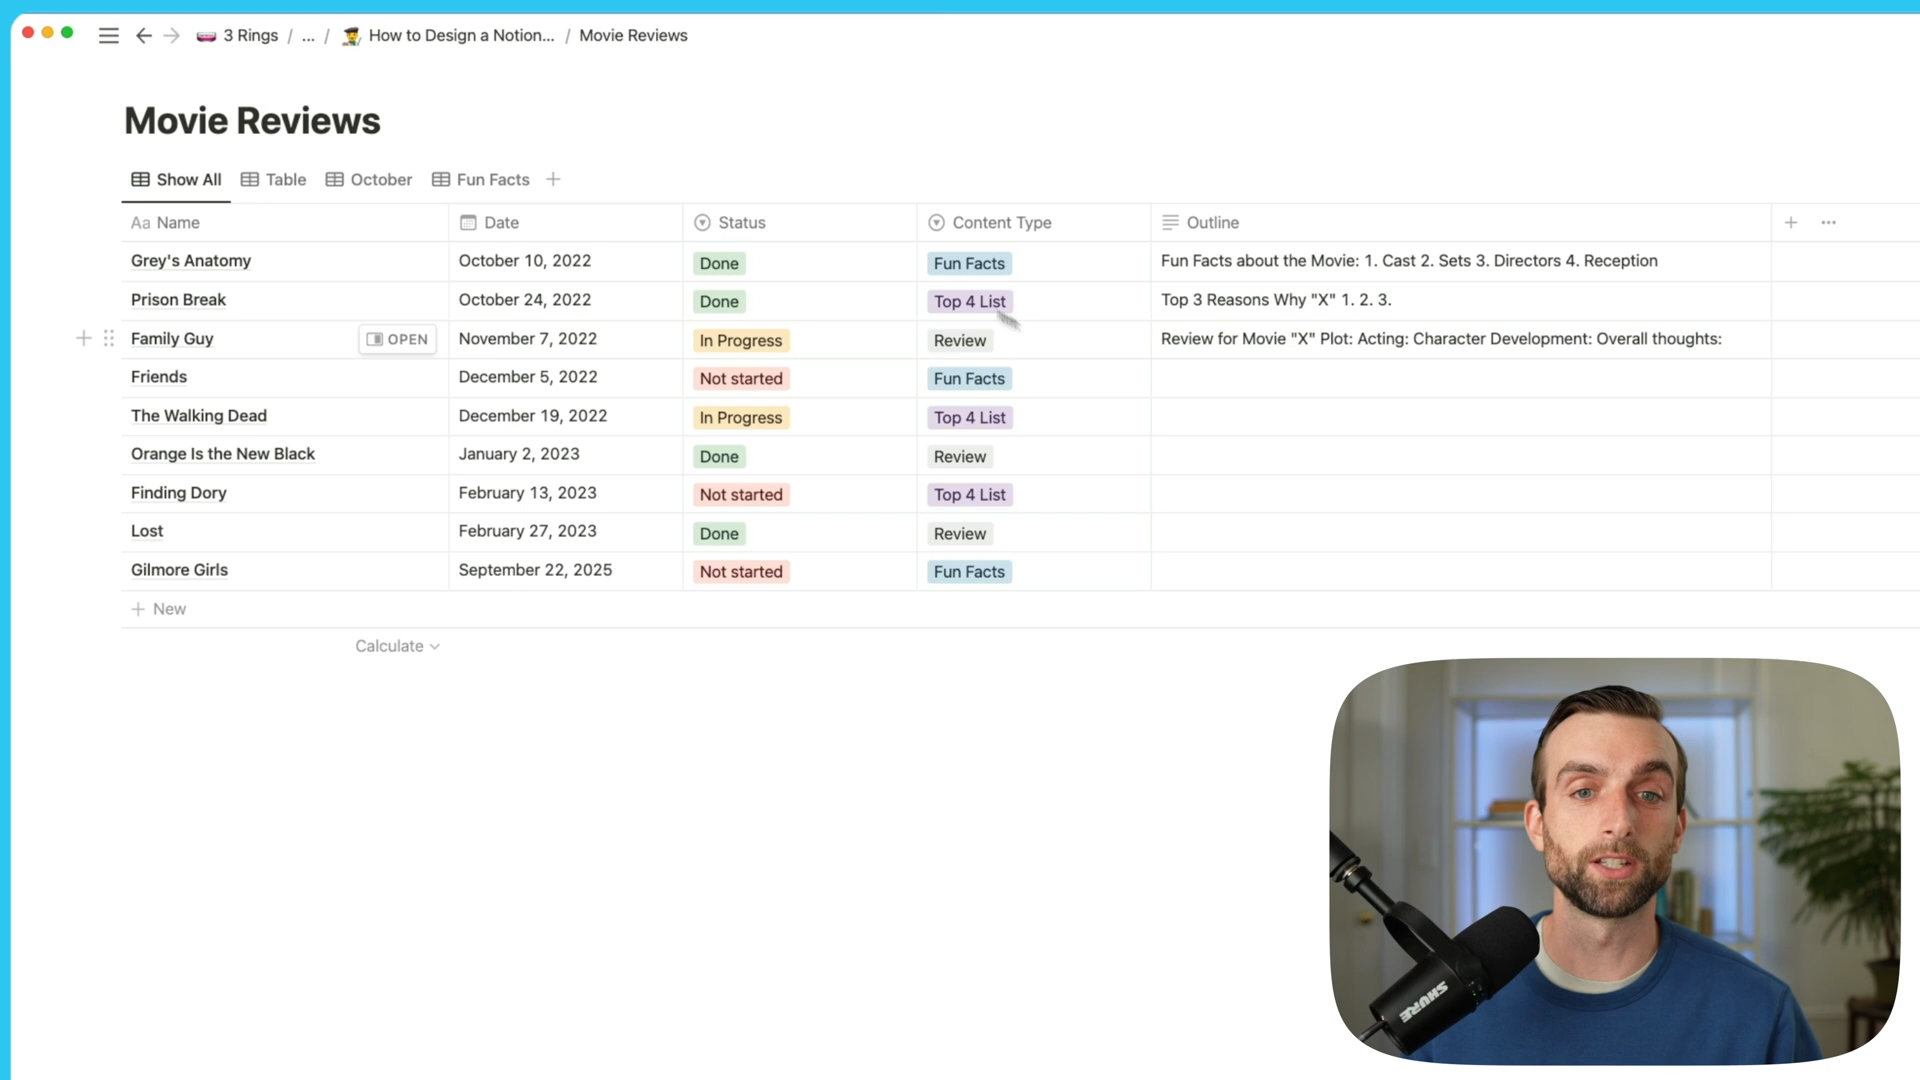 3 Rings / ... / How to Design a Notion... / Movie Reviews
Movie Reviews
Show All Table October Fun Facts +
Aa Name Date Status Content Type Outline + ...
Grey's Anatomy October 10, 2022 Done Fun Facts Fun Facts about the Movie: 1. Cast 2. Sets 3. Directors 4. Reception
Prison Break October 24, 2022 Done Top 4 List Top 3 Reasons Why "X" 1. 2. 3.
Family Guy OPEN November 7, 2022 In Progress Review Review for Movie "X" Plot: Acting: Character Development: Overall thoughts:
Friends December 5, 2022 Not started Fun Facts
The Walking Dead December 19, 2022 In Progress Top 4 List
Orange Is the New Black January 2, 2023 Done Review
Finding Dory February 13, 2023 Not started Top 4 List
Lost February 27, 2023 Done Review
Gilmore Girls September 22, 2025 Not started Fun Facts
+ New
Calculate
SHURE